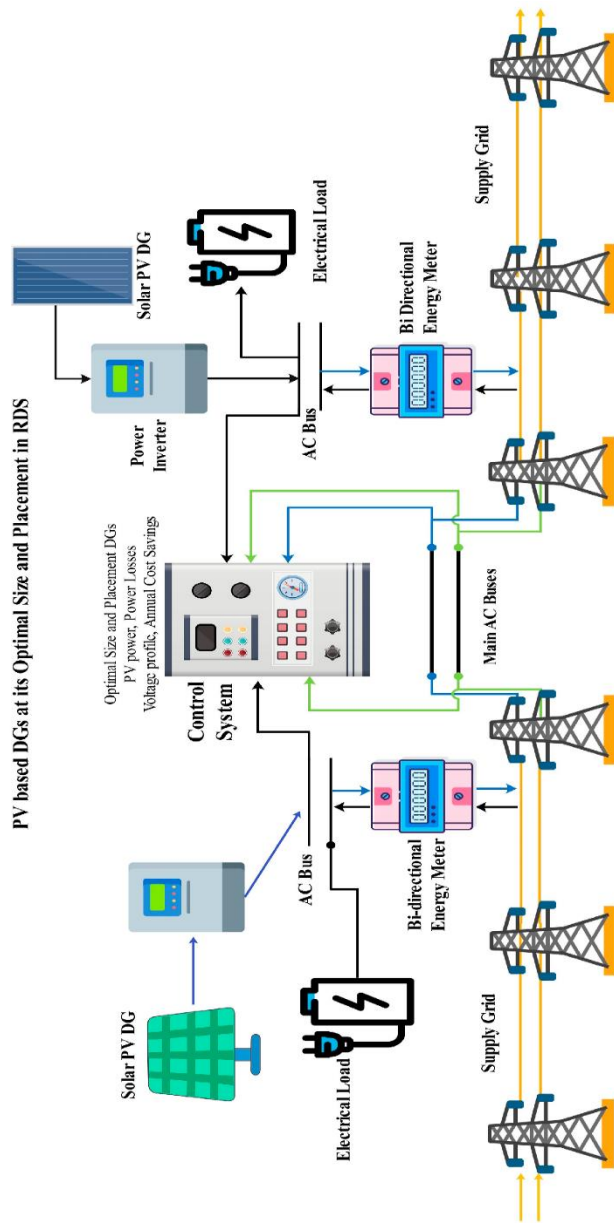 PV based DGs at its Optimal Size and Placement in RDS
Solar PV DG
Electrical Load
AC Bus
Bi-directional
Energy Meter
Supply Grid
Optimal Size and Placement DGs
PV power, Power Losses
Voltage profile, Annual Cost Savings
Control
System
Main AC Buses
Solar PV DG
Power
Inverter
Electrical Load
AC Bus
Bi Directional
Energy Meter
Supply Grid
000000
000000